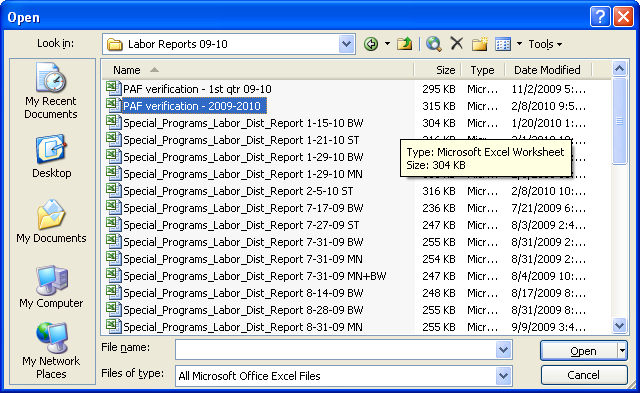 Open
Look in: Labor Reports 09-10 Tools
My Recent Documents
Desktop
My Documents
My Computer
My Network Places
Name Size Type Date Modified
PAF verification - 1st qtr 09-10 295 KB Micr... 11/2/2009 5:...
PAF verification - 2009-2010 315 KB Micr... 2/8/2010 9:5...
Special_Programs_Labor_Dist_Report 1-15-10 BW 304 KB Micr... 1/20/2010 1:...
Special_Programs_Labor_Dist_Report 1-21-10 ST
Special_Programs_Labor_Dist_Report 1-29-10 BW
Special_Programs_Labor_Dist_Report 1-29-10 MN
Type: Microsoft Excel Worksheet
Size: 304 KB
Special_Programs_Labor_Dist_Report 2-5-10 ST 316 KB Micr... 2/8/2010 10:...
Special_Programs_Labor_Dist_Report 7-17-09 BW 236 KB Micr... 7/21/2009 6:...
Special_Programs_Labor_Dist_Report 7-27-09 ST 247 KB Micr... 8/3/2009 2:4...
Special_Programs_Labor_Dist_Report 7-31-09 BW 255 KB Micr... 8/31/2009 2:...
Special_Programs_Labor_Dist_Report 7-31-09 MN 254 KB Micr... 8/31/2009 2:...
Special_Programs_Labor_Dist_Report 7-31-09 MN+BW 247 KB Micr... 8/4/2009 10:...
Special_Programs_Labor_Dist_Report 8-14-09 BW 248 KB Micr... 8/17/2009 8:...
Special_Programs_Labor_Dist_Report 8-28-09 BW 255 KB Micr... 8/31/2009 6:...
Special_Programs_Labor_Dist_Report 8-31-09 MN 255 KB Micr... 9/9/2009 3:4...
File name: Open
Files of type: All Microsoft Office Excel Files Cancel